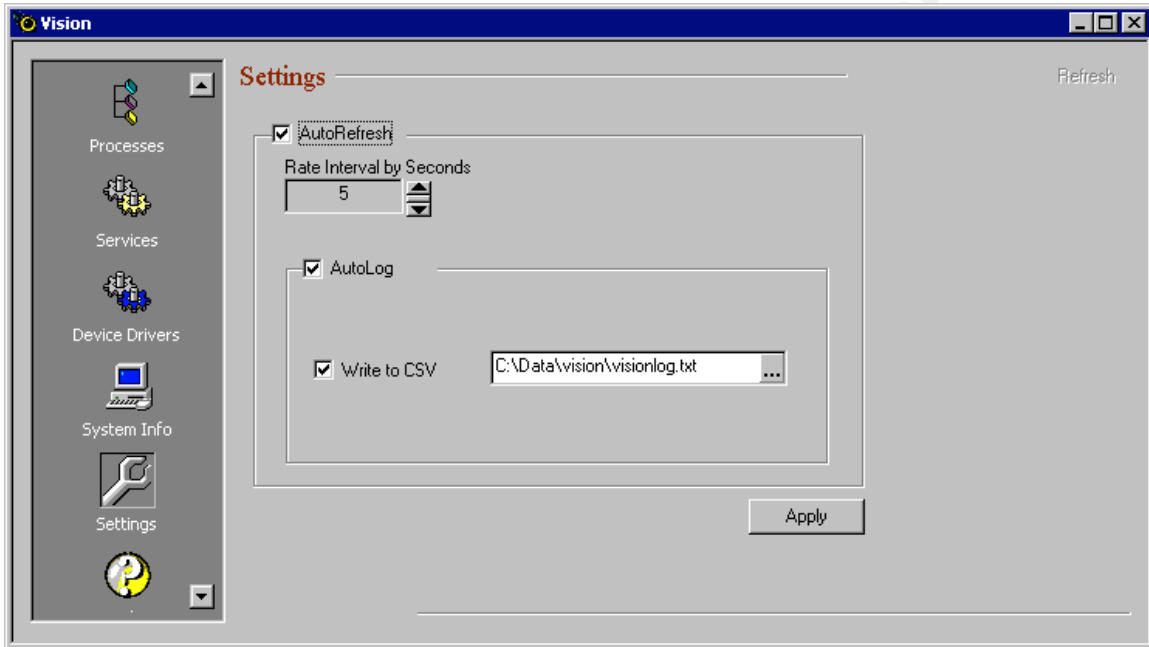 Vision
Processes
Services
Device Drivers
System Info
Settings
Settings
Refresh
AutoRefresh
Rate Interval by Seconds
5
AutoLog
Write to CSV
C:\Data\vision\visionlog.txt
...
Apply